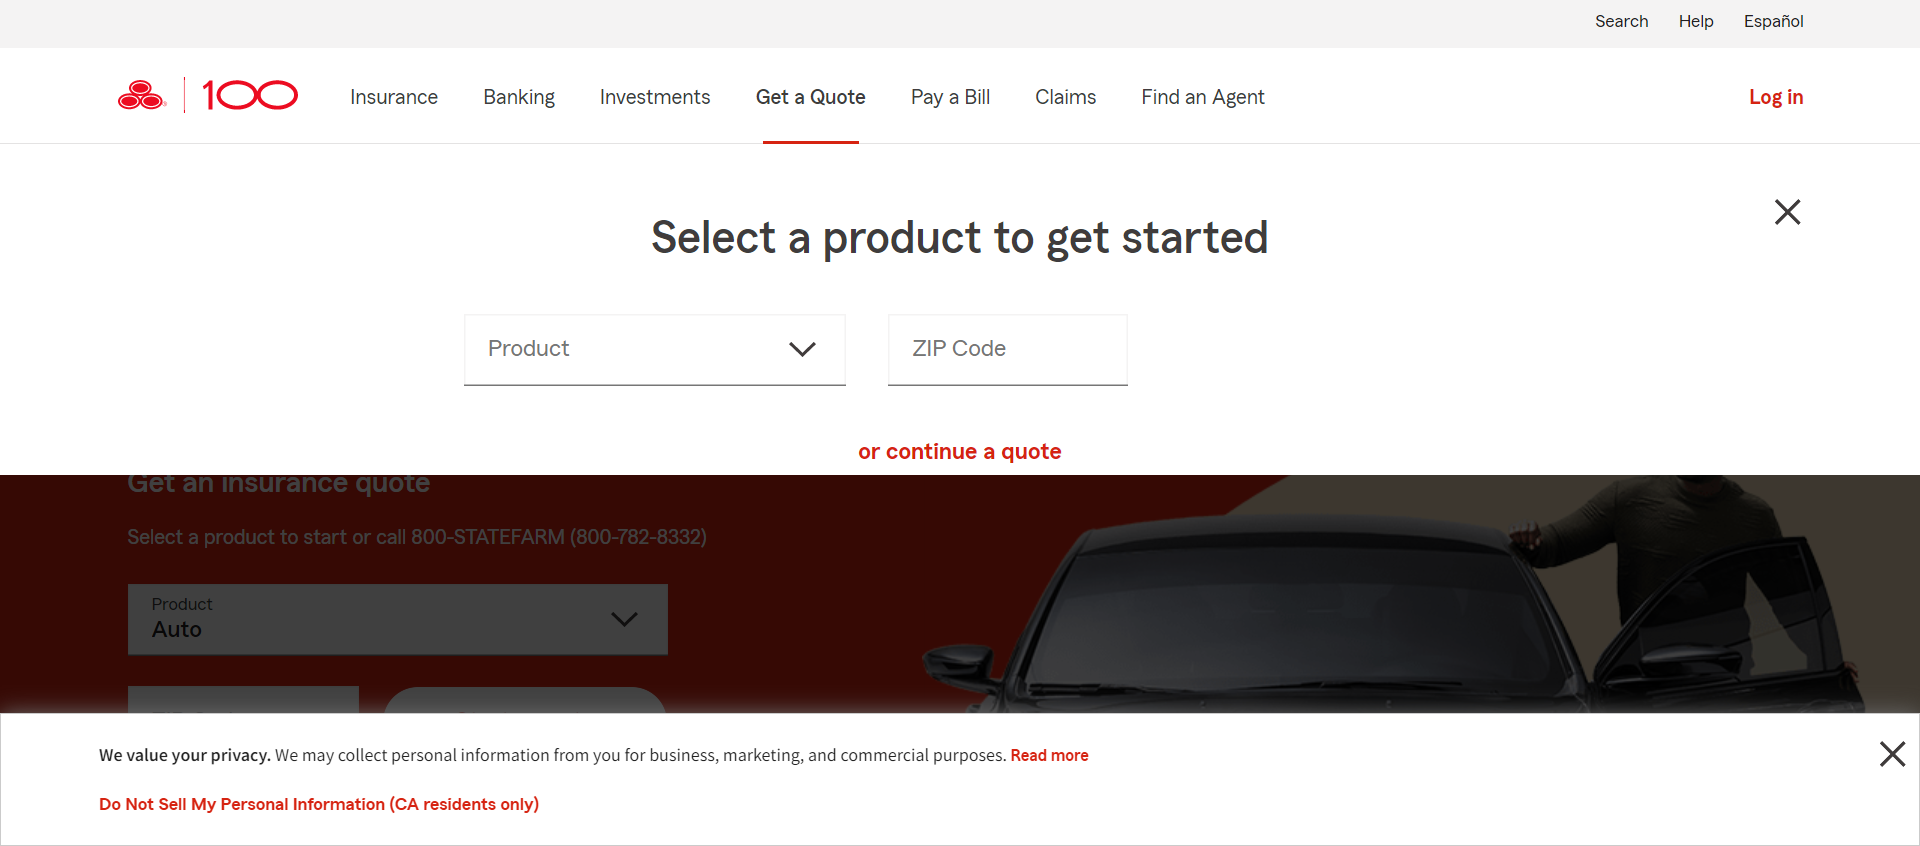 Search Help Español
100 Insurance Banking Investments Get a Quote Pay a Bill Claims Find an Agent Log in
Select a product to get started
Product ZIP Code
or continue a quote
Get an insurance quote
Select a product to start or call 800-STATEFARM (800-782-8332)
Product
Auto
We value your privacy. We may collect personal information from you for business, marketing, and commercial purposes. Read more
Do Not Sell My Personal Information (CA residents only)